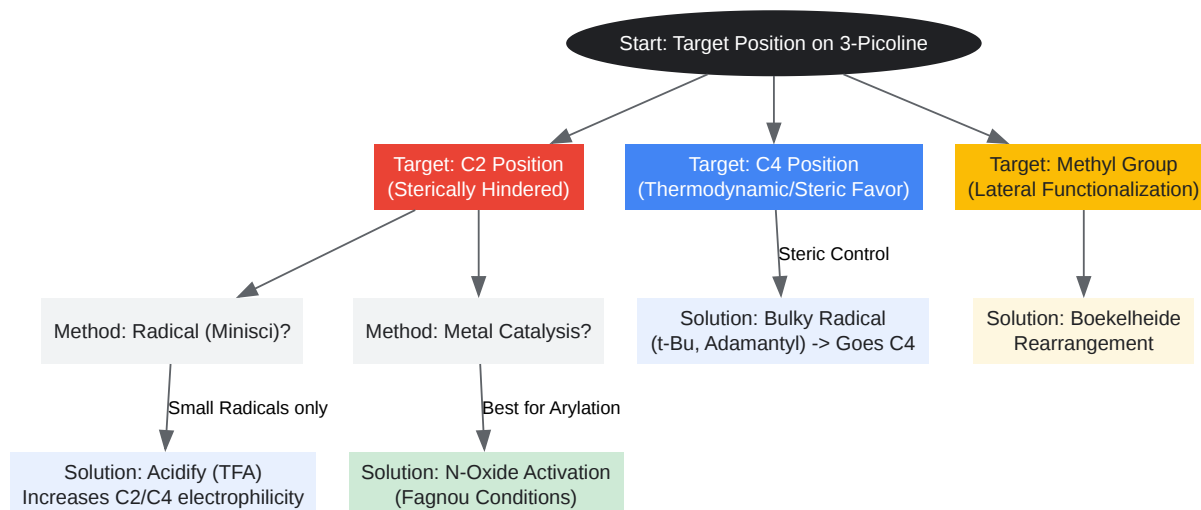 Start: Target Position on 3-Picoline
Target: C2 Position
(Sterically Hindered)
Target: C4 Position
(Thermodynamic/Steric Favor)
Target: Methyl Group
(Lateral Functionalization)
Steric Control
Method: Radical (Minisci)?
Method: Metal Catalysis?
Solution: Bulky Radical
(t-Bu, Adamantyl) -> Goes C4
Solution: Boekelheide
Rearrangement
Small Radicals only
Best for Arylation
Solution: Acidify (TFA)
Increases C2/C4 electrophilicity
Solution: N-Oxide Activation
(Fagnou Conditions)